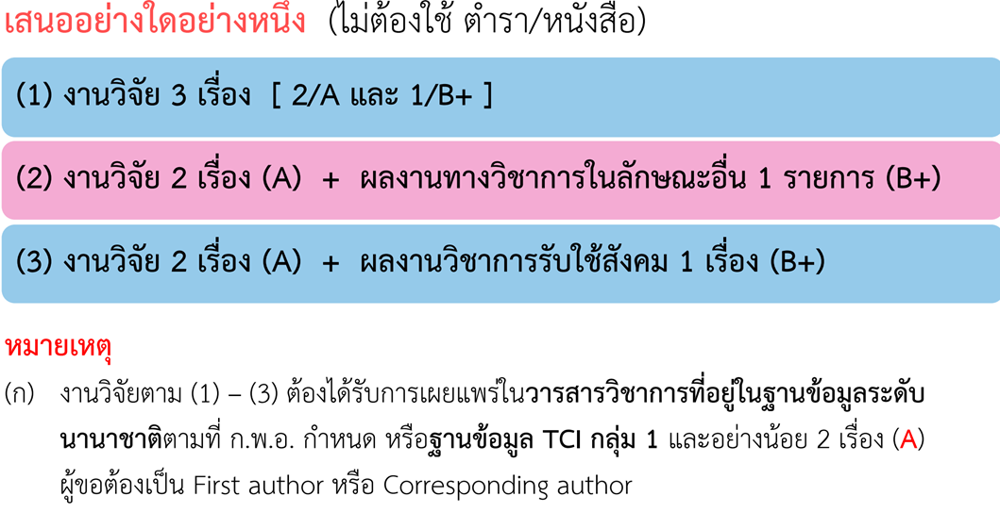 เสนออย่างใดอย่างหนึ่ง (ไม่ต้องใช้ ตำรา/หนังสือ)
(1) งานวิจัย 3 เรื่อง [ 2/A และ 1/B+ ]
(2) งานวิจัย 2 เรื่อง (A) + ผลงานทางวิชาการในลักษณะอื่น 1 รายการ (B+)
(3) งานวิจัย 2 เรื่อง (A) + ผลงานวิชาการรับใช้สังคม 1 เรื่อง (B+)
หมายเหตุ
(ก) งานวิจัยตาม (1) – (3) ต้องได้รับการเผยแพร่ในวารสารวิชาการที่อยู่ในฐานข้อมูลระดับ
นานาชาติตามที่ ก.พ.อ. กำหนด หรือฐานข้อมูล TCI กลุ่ม 1 และอย่างน้อย 2 เรื่อง (A)
ผู้ขอต้องเป็น First author หรือ Corresponding author